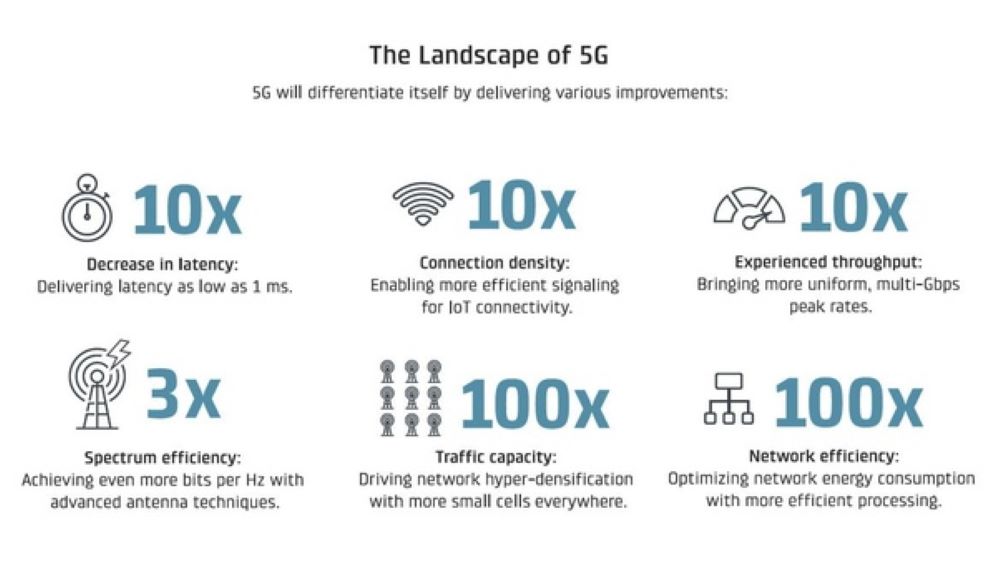 The Landscape of 5G
5G will differentiate itself by delivering various improvements:
10x
Decrease in latency:
Delivering latency as low as 1 ms.
10x
Connection density:
Enabling more efficient signaling
for IoT connectivity.
10x
Experienced throughput:
Bringing more uniform, multi-Gbps
peak rates.
3x
Spectrum efficiency:
Achieving even more bits per Hz with
advanced antenna techniques.
100x
Traffic capacity:
Driving network hyper-densification
with more small cells everywhere.
100x
Network efficiency:
Optimizing network energy consumption
with more efficient processing.